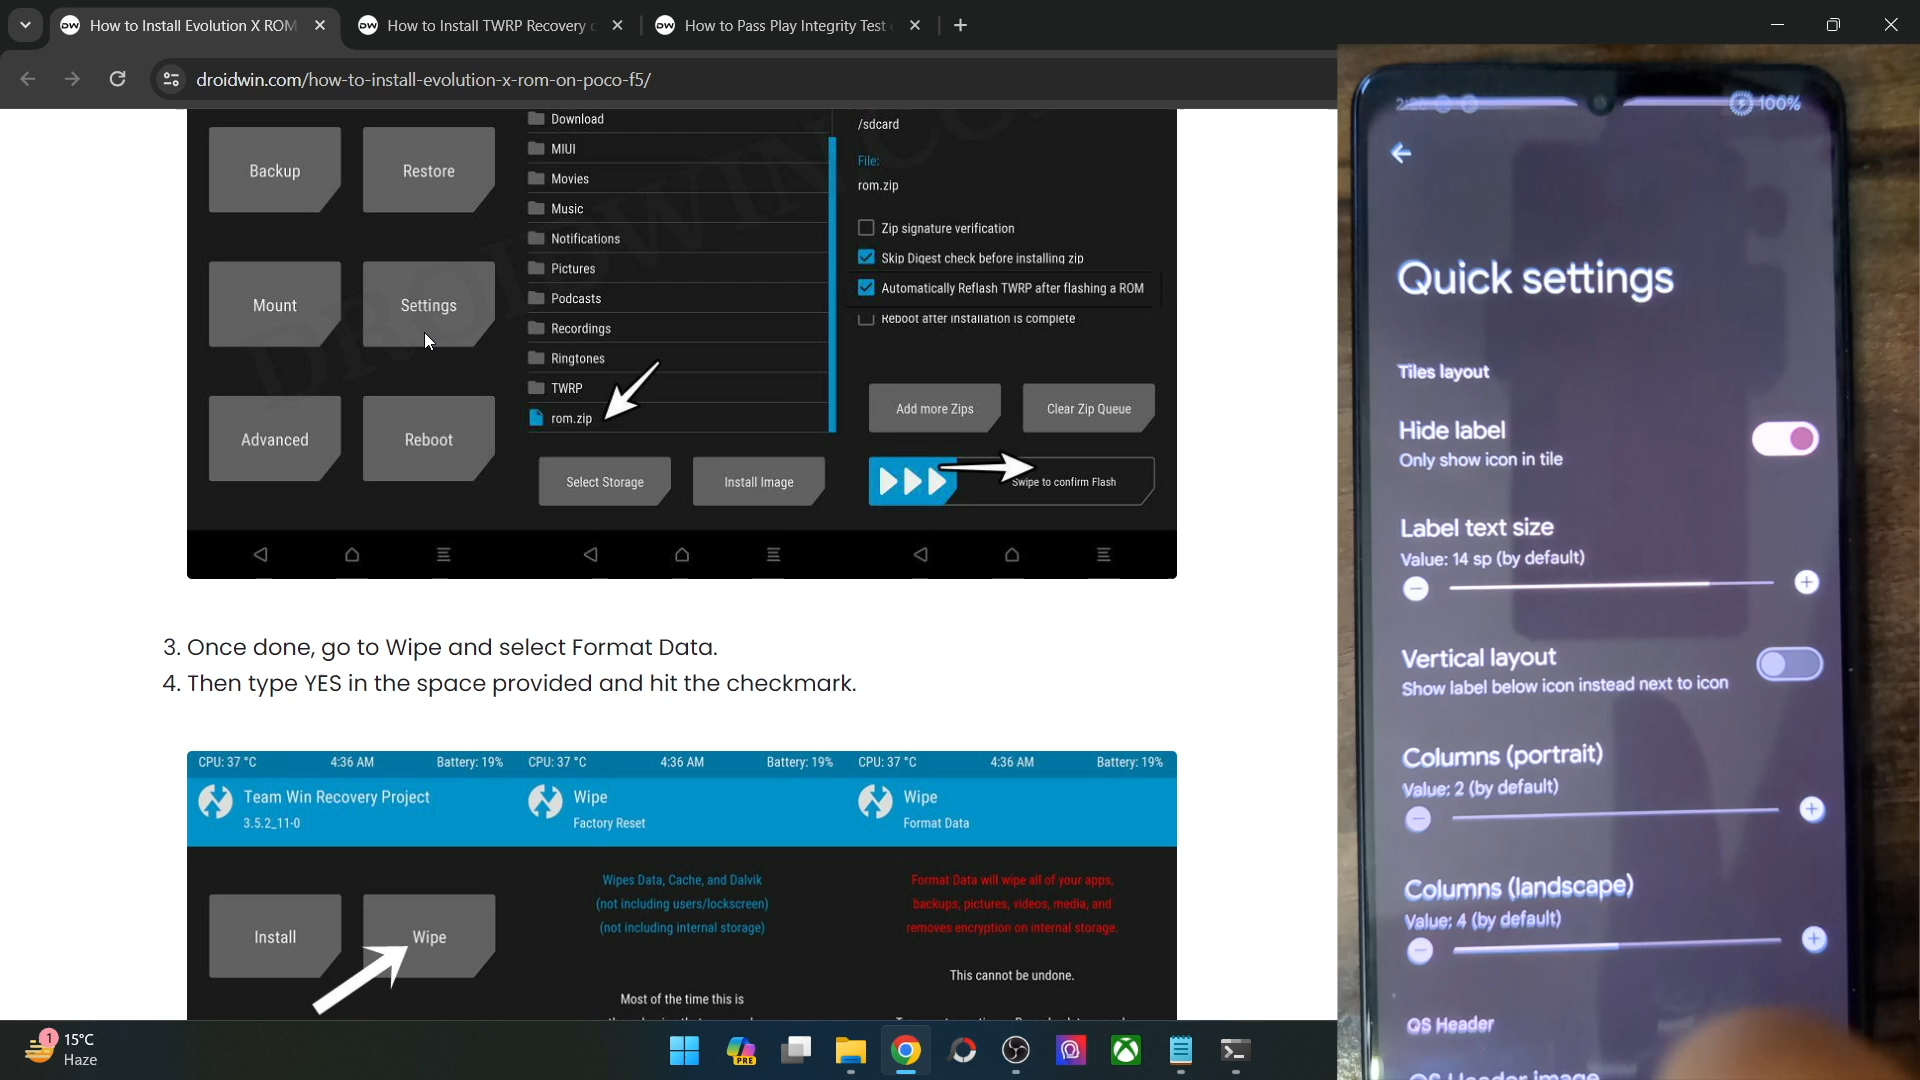 How to Install Evolution X ROM
How to Install TWRP Recovery
How to Pass Play Integrity Test
droidwin.com/how-to-install-evolution-x-rom-on-poco-f5/
Backup
Restore
Mount
Settings
Advanced
Reboot
Download
MIUI
Movies
Music
Notifications
Pictures
Podcasts
Recordings
Ringtones
TWRP
rom.zip
Select Storage
Install Image
/sdcard
File:
rom.zip
Zip signature verification
Skip Digest check before installing zip
Automatically Reflash TWRP after flashing a ROM
Reboot after installation is complete
Add more Zips
Clear Zip Queue
Swipe to confirm Flash
3. Once done, go to Wipe and select Format Data.
4. Then type YES in the space provided and hit the checkmark.
CPU: 37 °C 4:36 AM Battery: 19%
Team Win Recovery Project
3.5.2_11-0
Install
Wipe
CPU: 37 °C 4:36 AM Battery: 19%
Wipe
Factory Reset
Wipes Data, Cache, and Dalvik
(not including users/lockscreen)
(not including internal storage)
Most of the time this is
CPU: 37 °C 4:36 AM Battery: 19%
Wipe
Format Data
Format Data will wipe all of your apps,
backups, pictures, videos, media, and
removes encryption on internal storage.
This cannot be undone.
100%
Quick settings
Tiles layout
Hide label
Only show icon in tile
Label text size
Value: 14 sp (by default)
Vertical layout
Show label below icon instead next to icon
Columns (portrait)
Value: 2 (by default)
Columns (landscape)
Value: 4 (by default)
QS Header
QS Header image
1
15°C
Haze
PRE